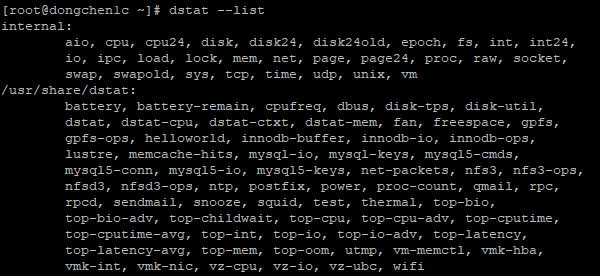 [root@dongchenlc ~]# dstat --list
internal:
aio, cpu, cpu24, disk, disk24, disk24old, epoch, fs, int, int24,
io, ipc, load, lock, mem, net, page, page24, proc, raw, socket,
swap, swapold, sys, tcp, time, udp, unix, vm
/usr/share/dstat:
battery, battery-remain, cpufreq, dbus, disk-tps, disk-util,
dstat, dstat-cpu, dstat-ctxt, dstat-mem, fan, freespace, gpfs,
gpfs-ops, helloworld, innodb-buffer, innodb-io, innodb-ops,
lustre, memcache-hits, mysql-io, mysql-keys, mysql5-cmds,
mysql5-conn, mysql5-io, mysql5-keys, net-packets, nfs3, nfs3-ops,
nfsd3, nfsd3-ops, ntp, postfix, power, proc-count, qmail, rpc,
rpcd, sendmail, snooze, squid, test, thermal, top-bio,
top-bio-adv, top-childwait, top-cpu, top-cpu-adv, top-cputime,
top-cputime-avg, top-int, top-io, top-io-adv, top-latency,
top-latency-avg, top-mem, top-oom, utmp, vm-memctl, vmk-hba,
vmk-int, vmk-nic, vz-cpu, vz-io, vz-ubc, wifi